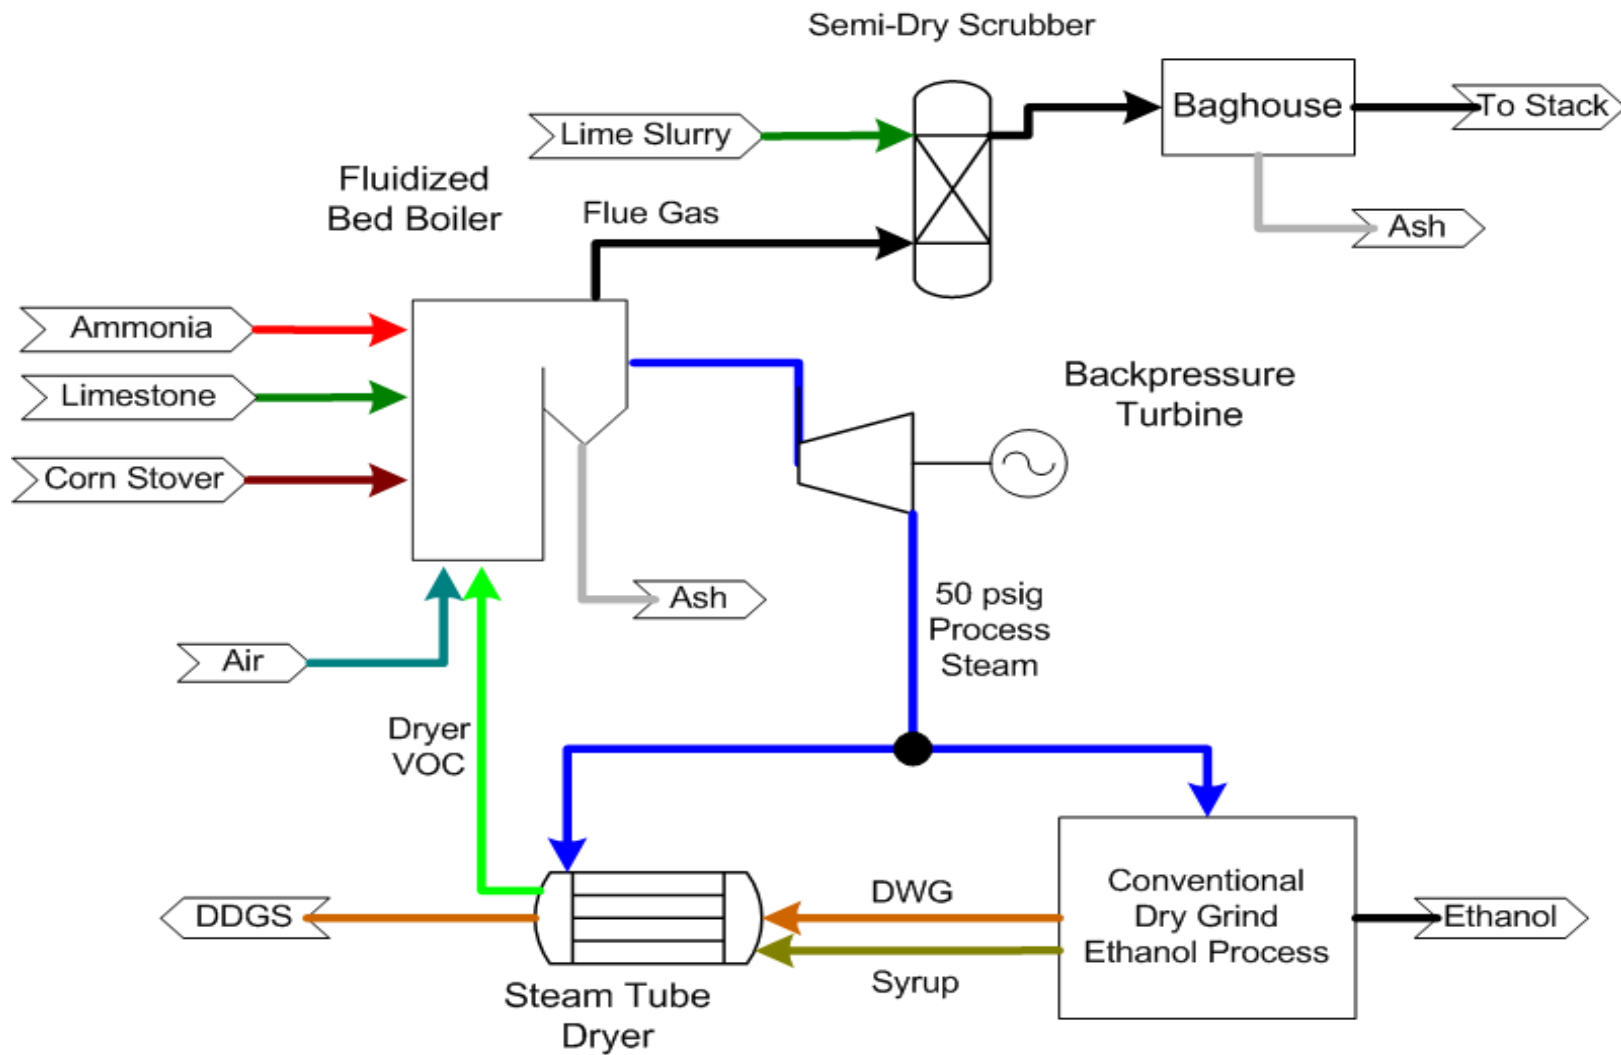 Semi-Dry Scrubber
Baghouse
To Stack
Lime Slurry
Fluidized
Bed Boiler
Flue Gas
Ash
Ammonia
Limestone
Corn Stover
Backpressure
Turbine
Ash
50 psig
Process
Steam
Air
Dryer
VOC
DDGS
DWG
Syrup
Conventional
Dry Grind
Ethanol Process
Ethanol
Steam Tube
Dryer